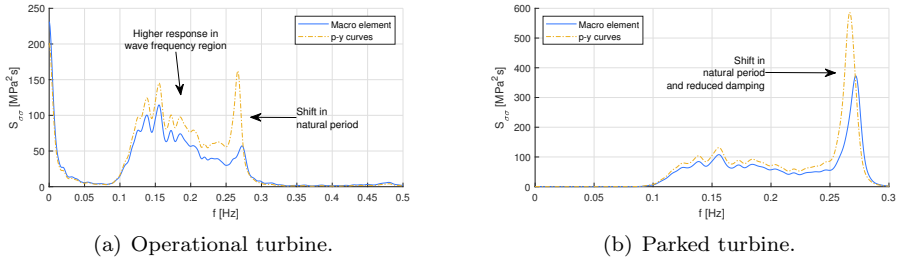 250
200
150
100
50
0
S_σσ [MPa²s]
Higher response in
wave frequency region
Macro element
p-y curves
Shift in
natural period
0 0.05 0.1 0.15 0.2 0.25 0.3 0.35 0.4 0.45 0.5
f [Hz]
(a) Operational turbine.
600
500
400
300
200
100
0
S_σσ [MPa²s]
Macro element
p-y curves
Shift in
natural period
and reduced damping
0 0.05 0.1 0.15 0.2 0.25 0.3
f [Hz]
(b) Parked turbine.